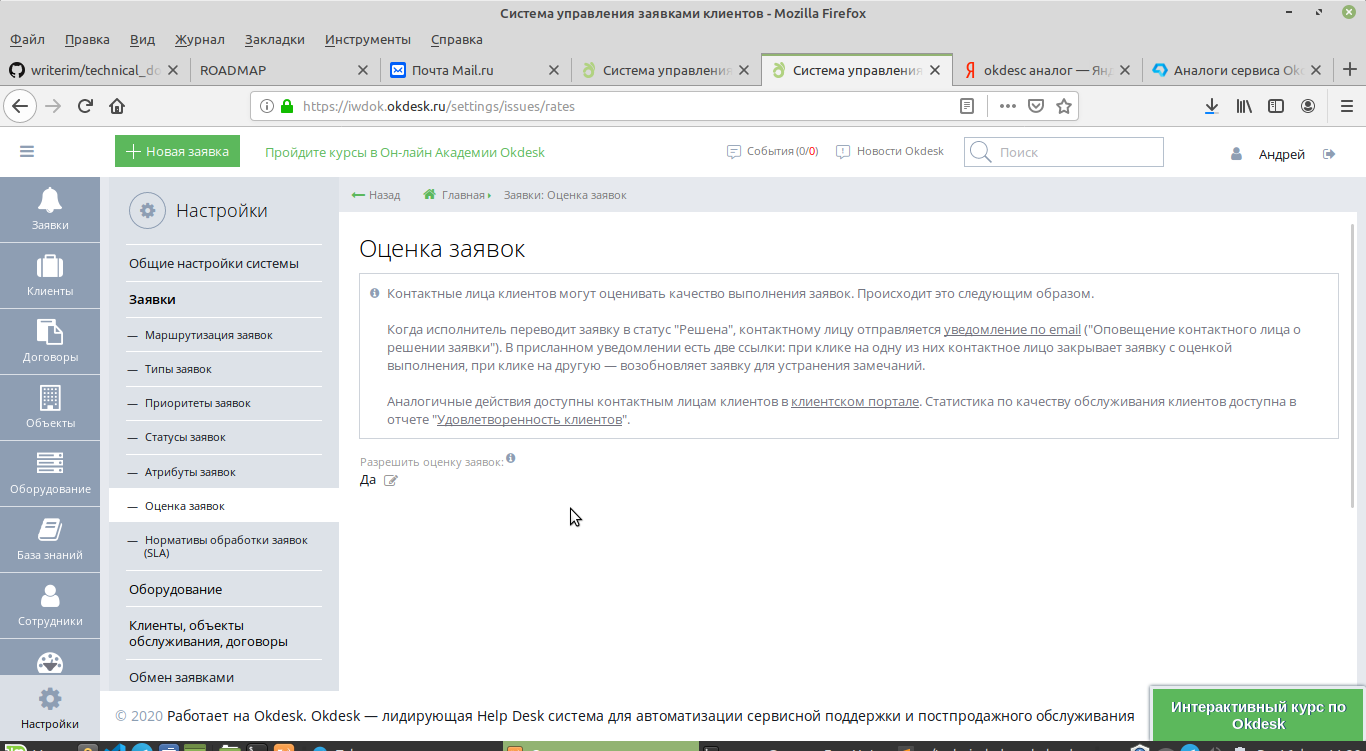 Система управления заявками клиентов - Mozilla Firefox
Файл Правка Вид Журнал Закладки Инструменты Справка
writerim/technical_do ROADMAP Почта Mail.ru Система управления Система управления okdesc аналог — Янд Аналоги сервиса Okd
https://iwdok.okdesk.ru/settings/issues/rates
Новая заявка Пройдите курсы в Он-лайн Академии Okdesk События (0/0) Новости Okdesk Поиск Андрей
Заявки
Клиенты
Договоры
Объекты
Оборудование
База знаний
Сотрудники
Настройки
Настройки
Общие настройки системы
Заявки
— Маршрутизация заявок
— Типы заявок
— Приоритеты заявок
— Статусы заявок
— Атрибуты заявок
— Оценка заявок
— Нормативы обработки заявок
(SLA)
Оборудование
Клиенты, объекты
обслуживания, договоры
Обмен заявками
Назад Главная Заявки: Оценка заявок
Оценка заявок
Контактные лица клиентов могут оценивать качество выполнения заявок. Происходит это следующим образом.
Когда исполнитель переводит заявку в статус "Решена", контактному лицу отправляется уведомление по email ("Оповещение контактного лица о
решении заявки"). В присланном уведомлении есть две ссылки: при клике на одну из них контактное лицо закрывает заявку с оценкой
выполнения, при клике на другую — возобновляет заявку для устранения замечаний.
Аналогичные действия доступны контактным лицам клиентов в клиентском портале. Статистика по качеству обслуживания клиентов доступна в
отчете "Удовлетворенность клиентов".
Разрешить оценку заявок:
Да
© 2020 Работает на Okdesk. Okdesk — лидирующая Help Desk система для автоматизации сервисной поддержки и постпродажного обслуживания
Интерактивный курс по
Okdesk